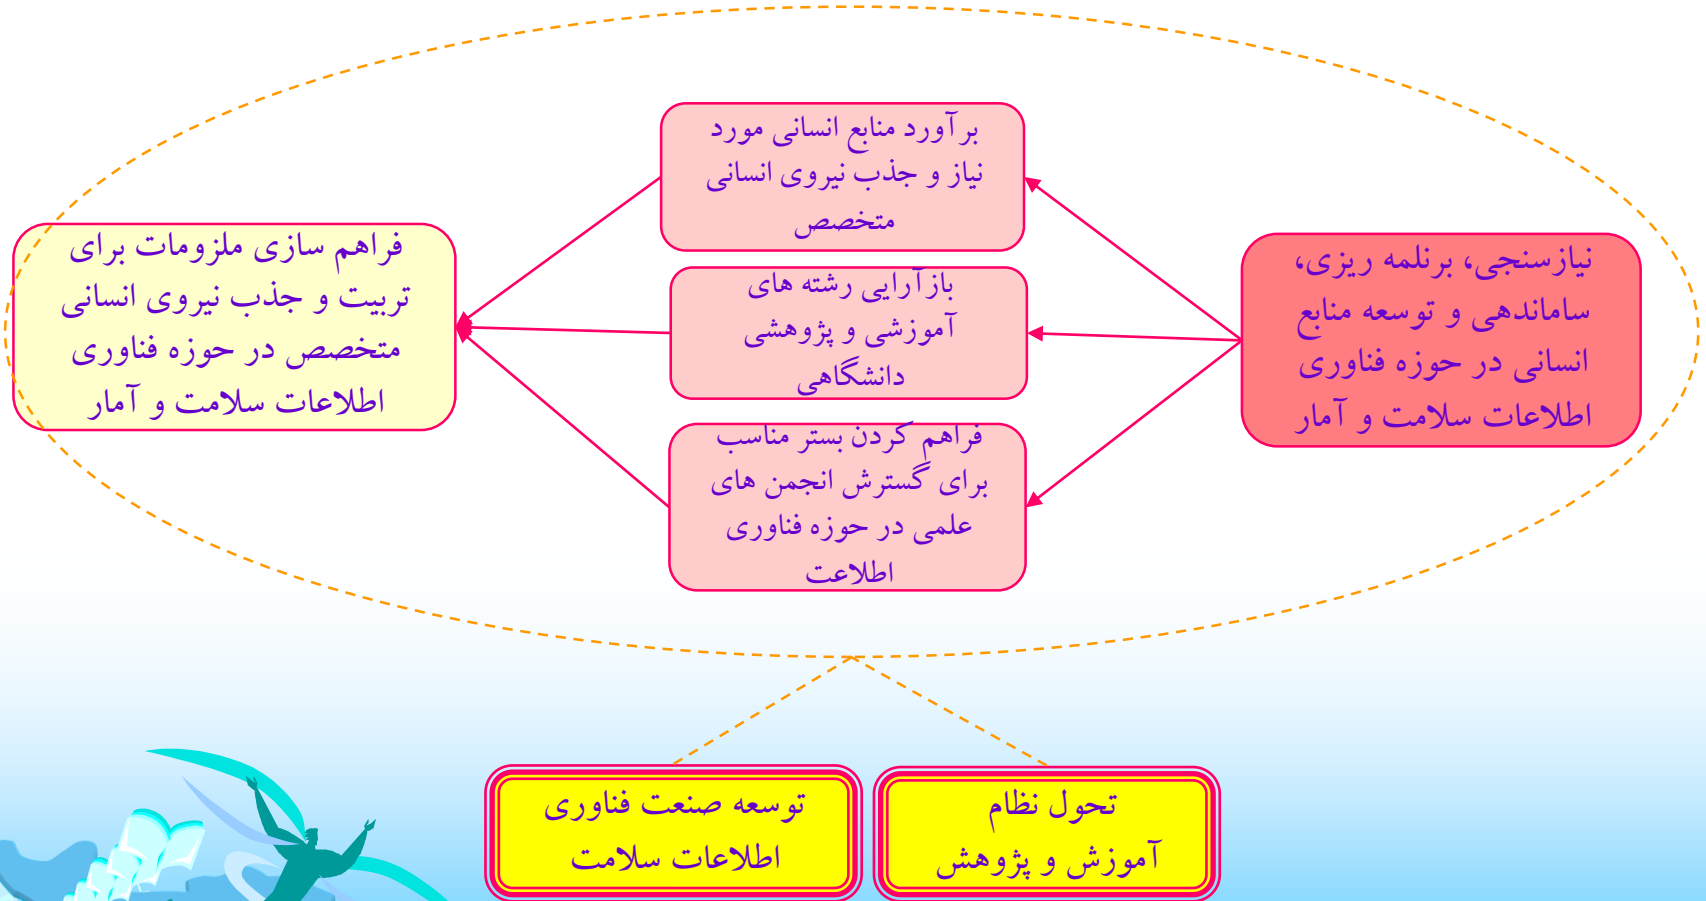 نیازسنجی، برنلمه ریزی،
ساماندهی و توسعه منابع
انسانی در حوزه فناوری
اطلاعات سلامت و آمار
برآورد منابع انسانی مورد
نیاز و جذب نیروی انسانی
متخصص
بازآرایی رشته های
آموزشی و پژوهشی
دانشگاهی
فراهم کردن بستر مناسب
برای گسترش انجمن های
علمی در حوزه فناوری
اطلاعت
فراهم سازی ملزومات برای
تربیت و جذب نیروی انسانی
متخصص در حوزه فناوری
اطلاعات سلامت و آمار
تحول نظام
آموزش و پژوهش
توسعه صنعت فناوری
اطلاعات سلامت